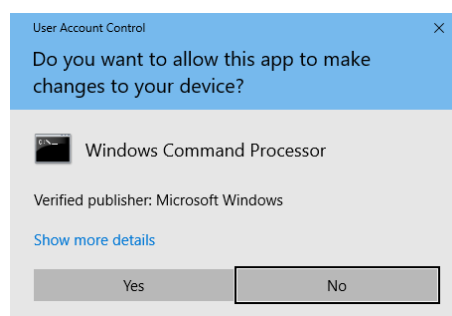 User Account Control
Do you want to allow this app to make
changes to your device?
Windows Command Processor
Verified publisher: Microsoft Windows
Show more details
Yes
No